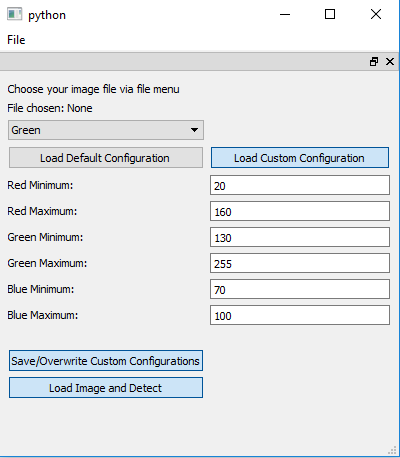 python
File
Choose your image file via file menu
File chosen: None
Green
Load Default Configuration Load Custom Configuration
Red Minimum: 20
Red Maximum: 160
Green Minimum: 130
Green Maximum: 255
Blue Minimum: 70
Blue Maximum: 100
Save/Overwrite Custom Configurations
Load Image and Detect